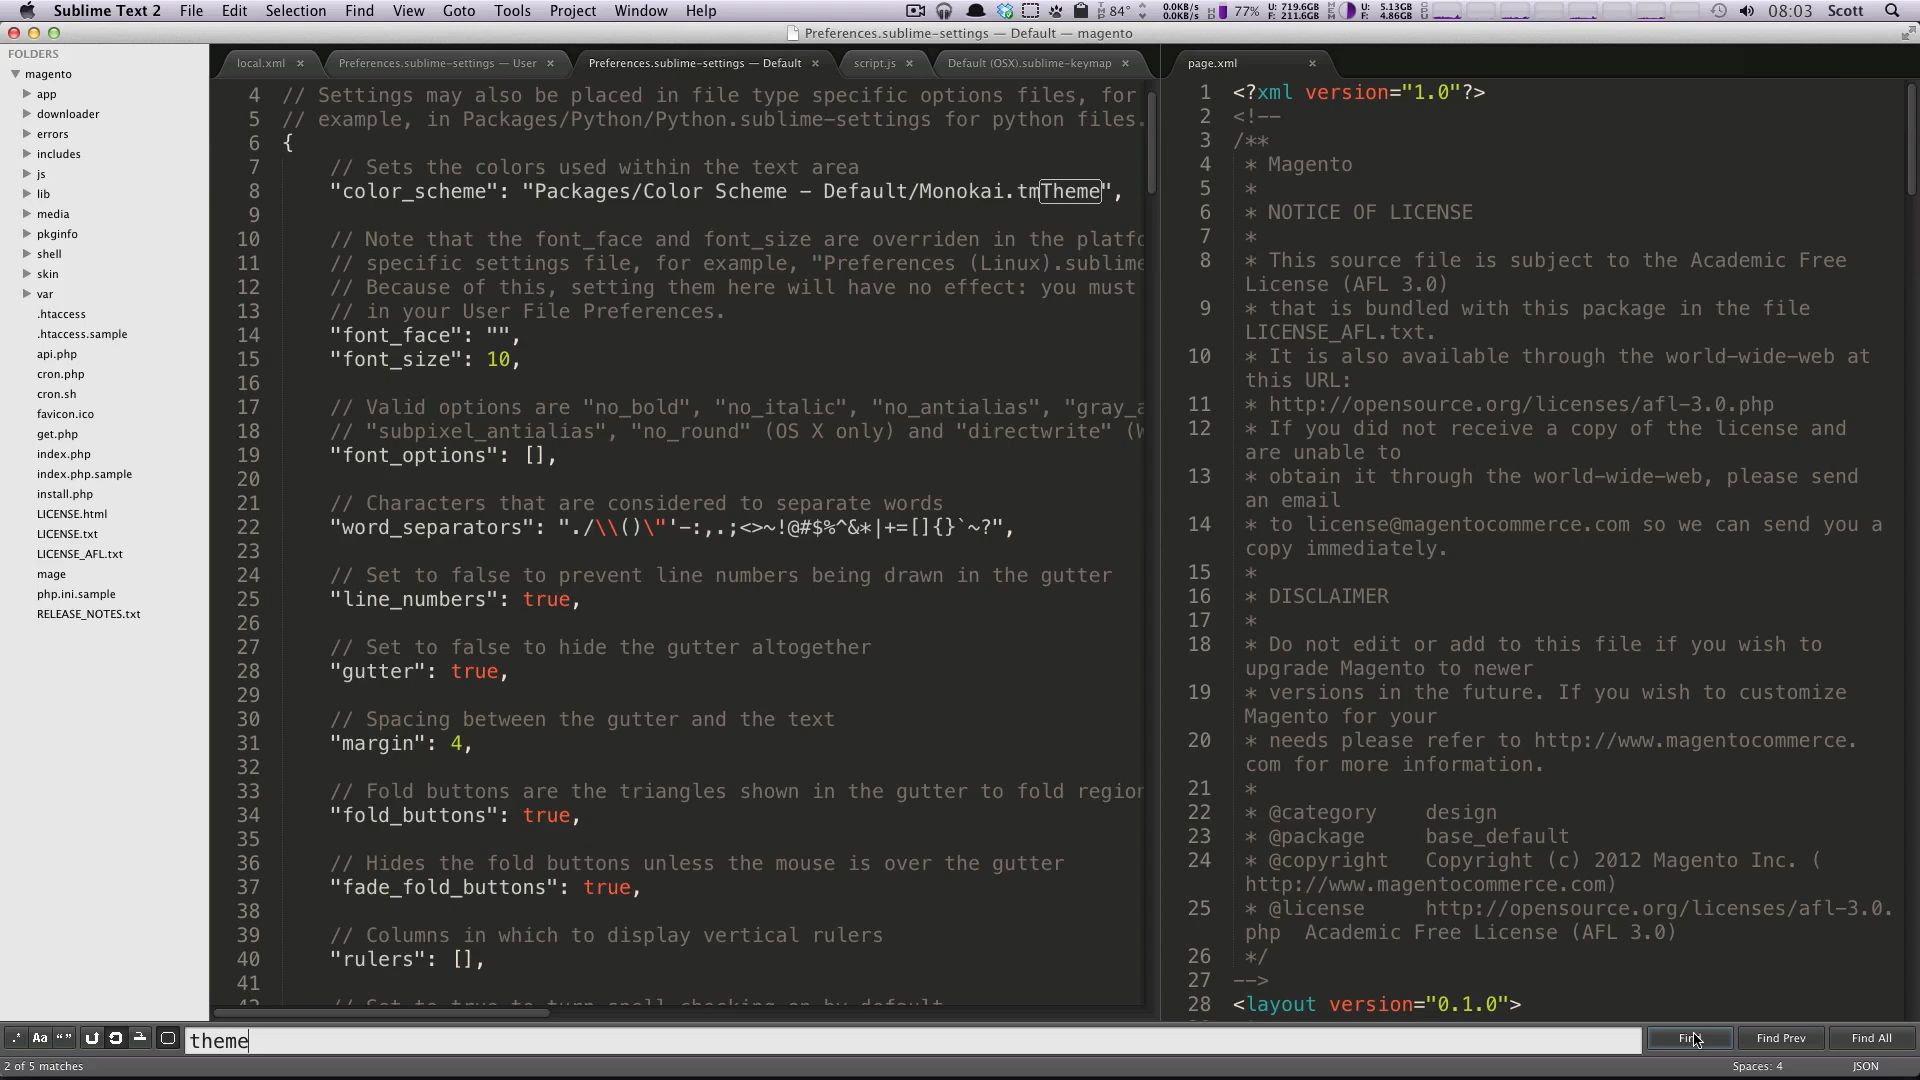 Sublime Text 2 File Edit Selection Find View Goto Tools Project Window Help 84° 0.0KB/s 0.0KB/s 77% U: 719.6GB F: 211.6GB U: 5.13GB F: 4.86GB 08:03 Scott
Preferences.sublime-settings — Default — magento
FOLDERS
magento
app
downloader
errors
includes
js
lib
media
pkginfo
shell
skin
var
.htaccess
.htaccess.sample
api.php
cron.php
cron.sh
favicon.ico
get.php
index.php
index.php.sample
install.php
LICENSE.html
LICENSE.txt
LICENSE_AFL.txt
mage
php.ini.sample
RELEASE_NOTES.txt
local.xml × Preferences.sublime-settings — User × Preferences.sublime-settings — Default × script.js × Default (OSX).sublime-keymap ×
4 // Settings may also be placed in file type specific options files, for
5 // example, in Packages/Python/Python.sublime-settings for python files.
6 {
7 // Sets the colors used within the text area
8 "color_scheme": "Packages/Color Scheme - Default/Monokai.tmTheme",
9
10 // Note that the font_face and font_size are overriden in the platfo
11 // specific settings file, for example, "Preferences (Linux).sublime
12 // Because of this, setting them here will have no effect: you must
13 // in your User File Preferences.
14 "font_face": "",
15 "font_size": 10,
16
17 // Valid options are "no_bold", "no_italic", "no_antialias", "gray_a
18 // "subpixel_antialias", "no_round" (OS X only) and "directwrite" (W
19 "font_options": [],
20
21 // Characters that are considered to separate words
22 "word_separators": "./\\()\"'-:,.;<>~!@#$%^&*|+=[]{}`~?",
23
24 // Set to false to prevent line numbers being drawn in the gutter
25 "line_numbers": true,
26
27 // Set to false to hide the gutter altogether
28 "gutter": true,
29
30 // Spacing between the gutter and the text
31 "margin": 4,
32
33 // Fold buttons are the triangles shown in the gutter to fold region
34 "fold_buttons": true,
35
36 // Hides the fold buttons unless the mouse is over the gutter
37 "fade_fold_buttons": true,
38
39 // Columns in which to display vertical rulers
40 "rulers": [],
41
42 // Set to true to turn spell checking on by default
page.xml ×
1 <?xml version="1.0"?>
2 <!--
3 /**
4 * Magento
5 *
6 * NOTICE OF LICENSE
7 *
8 * This source file is subject to the Academic Free
License (AFL 3.0)
9 * that is bundled with this package in the file
LICENSE_AFL.txt.
10 * It is also available through the world-wide-web at
this URL:
11 * http://opensource.org/licenses/afl-3.0.php
12 * If you did not receive a copy of the license and
are unable to
13 * obtain it through the world-wide-web, please send
an email
14 * to license@magentocommerce.com so we can send you a
copy immediately.
15 *
16 * DISCLAIMER
17 *
18 * Do not edit or add to this file if you wish to
upgrade Magento to newer
19 * versions in the future. If you wish to customize
Magento for your
20 * needs please refer to http://www.magentocommerce.
com for more information.
21 *
22 * @category design
23 * @package base_default
24 * @copyright Copyright (c) 2012 Magento Inc. (
http://www.magentocommerce.com)
25 * @license http://opensource.org/licenses/afl-3.0.
php Academic Free License (AFL 3.0)
26 */
27 -->
28 <layout version="0.1.0">
.* Aa “ ” theme Find Find Prev Find All
2 of 5 matches Spaces: 4 JSON